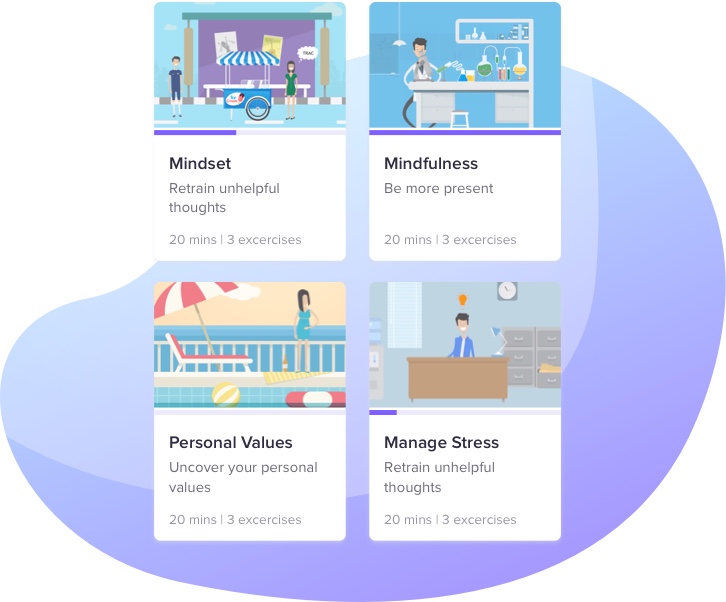 TRAC
Mindset
Retrain unhelpful
thoughts
20 mins | 3 excercises
Mindfulness
Be more present
20 mins | 3 excercises
Personal Values
Uncover your personal
values
20 mins | 3 excercises
Manage Stress
Retrain unhelpful
thoughts
20 mins | 3 excercises